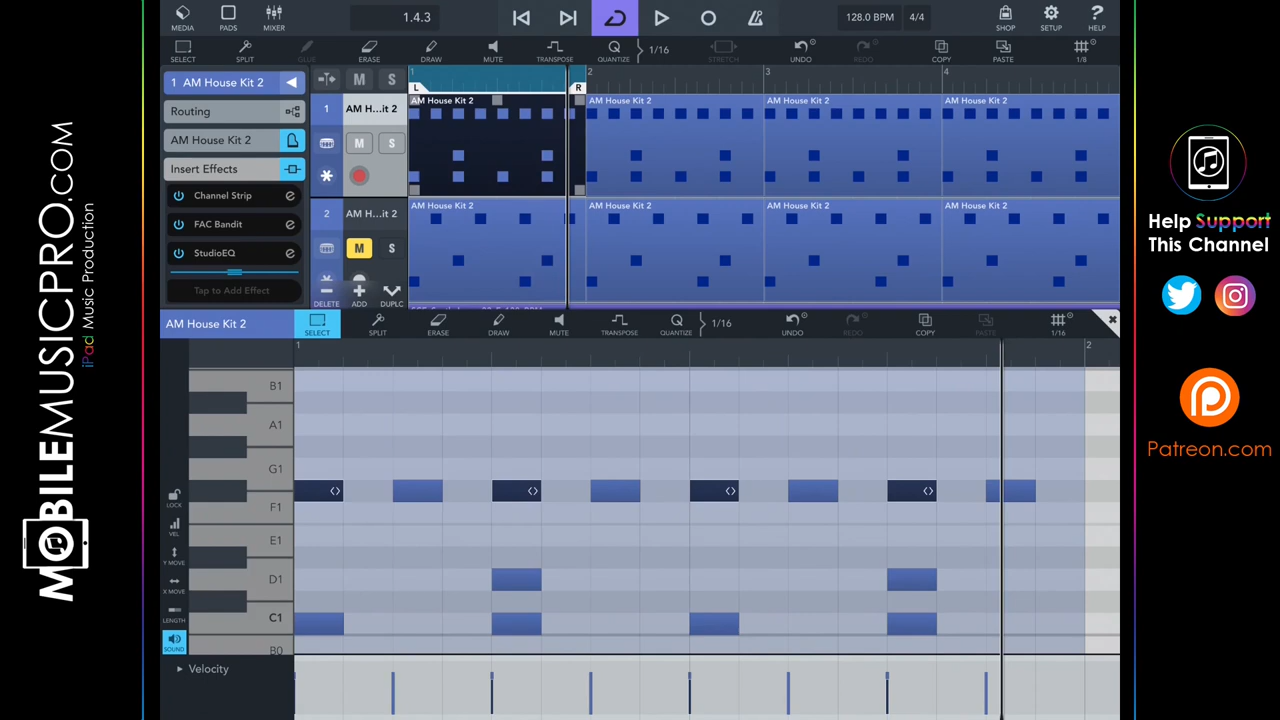 MOBILEMUSICPRO.COM
iPad Music Production
MEDIA PADS MIXER 1.4.3 128.0 BPM 4/4 SHOP SETUP HELP
SELECT SPLIT GLUE ERASE DRAW MUTE TRANSPOSE QUANTIZE 1/16 STRETCH UNDO REDO COPY PASTE 1/8
1 AM House Kit 2 M S 1 2 3 4
L R
Routing
AM House Kit 2
Insert Effects
Channel Strip
FAC Bandit
StudioEQ
Tap to Add Effect
1 AM H...it 2 AM House Kit 2 AM House Kit 2 AM House Kit 2 AM House Kit 2
M S
2 AM H...it 2 AM House Kit 2 AM House Kit 2 AM House Kit 2 AM House Kit 2
M S
DELETE ADD DUPLC
AM House Kit 2 SELECT SPLIT ERASE DRAW MUTE TRANSPOSE QUANTIZE 1/16 UNDO REDO COPY PASTE 1/16
1 2
B1
A1
G1
F1
E1
D1
C1
B0
LOCK
VEL
Y MOVE
X MOVE
LENGTH
SOUND
Velocity
Help Support
This Channel
Patreon.com